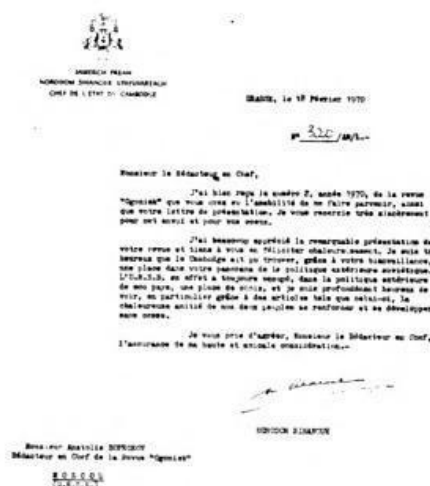 SAMDECH PREAH
NORODOM SIHANOUK UPAYUVAREACH
CHEF DE L'ETAT DU CAMBODGE
GRASSE, le 18 Février 1970
N° 320 /AM/L.-
Monsieur le Rédacteur en Chef,
J'ai bien reçu le numéro 2, année 1970, de la revue
"Ogoniok" que vous avez eu l'amabilité de me faire parvenir, ainsi
que votre lettre de présentation. Je vous remercie très sincèrement
pour cet envoi et pour vos voeux.
J'ai beaucoup apprécié la remarquable présentation de
votre revue et tiens à vous en féliciter chaleureusement. Je suis très
heureux que le Cambodge ait pu trouver, grâce à votre bienveillance,
une place dans votre panorama de la politique extérieure soviétique.
L'U.R.S.S. en effet a toujours occupé, dans la politique extérieure
de mon pays, une place de choix, et je suis profondément heureux de
voir, en particulier grâce à des articles tels que celui-ci, la
chaleureuse amitié de nos deux peuples se renforcer et se développer
sans cesse.
Je vous prie d'agréer, Monsieur le Rédacteur en Chef,
l'assurance de ma haute et amicale considération.-
NORODOM SIHANOUK
Monsieur Anatolie
Rédacteur en Chef de la Revue "Ogoniok"
MOSCOU